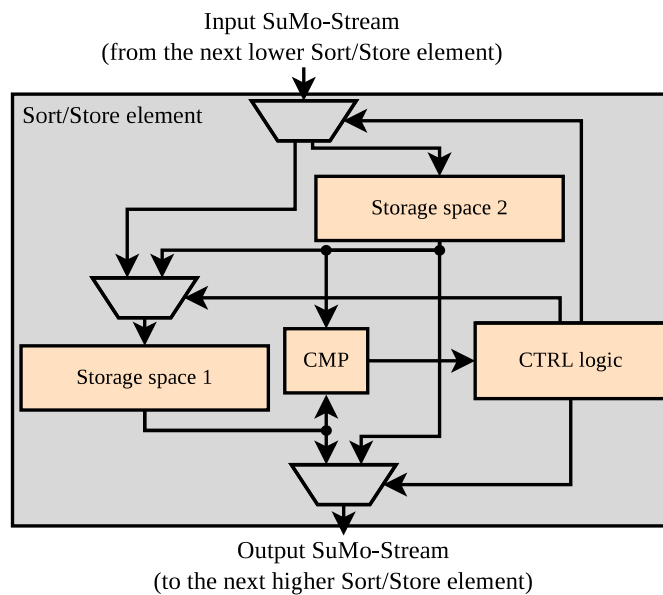 Input SuMo-Stream
(from the next lower Sort/Store element)
Sort/Store element
Storage space 2
CMP
CTRL logic
Storage space 1
Output SuMo-Stream
(to the next higher Sort/Store element)